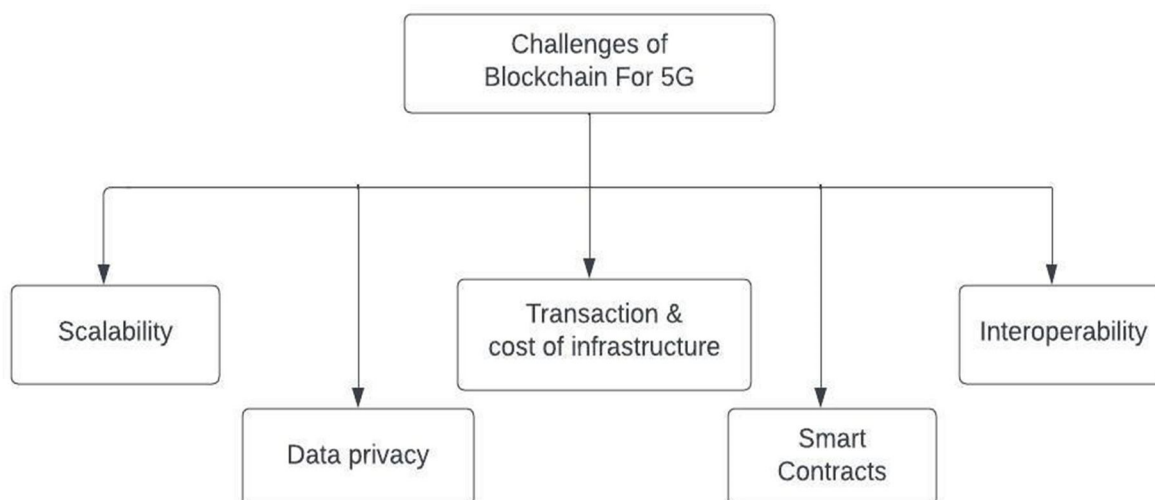 Challenges of
Blockchain For 5G
Scalability
Transaction &
cost of infrastructure
Interoperability
Data privacy
Smart
Contracts